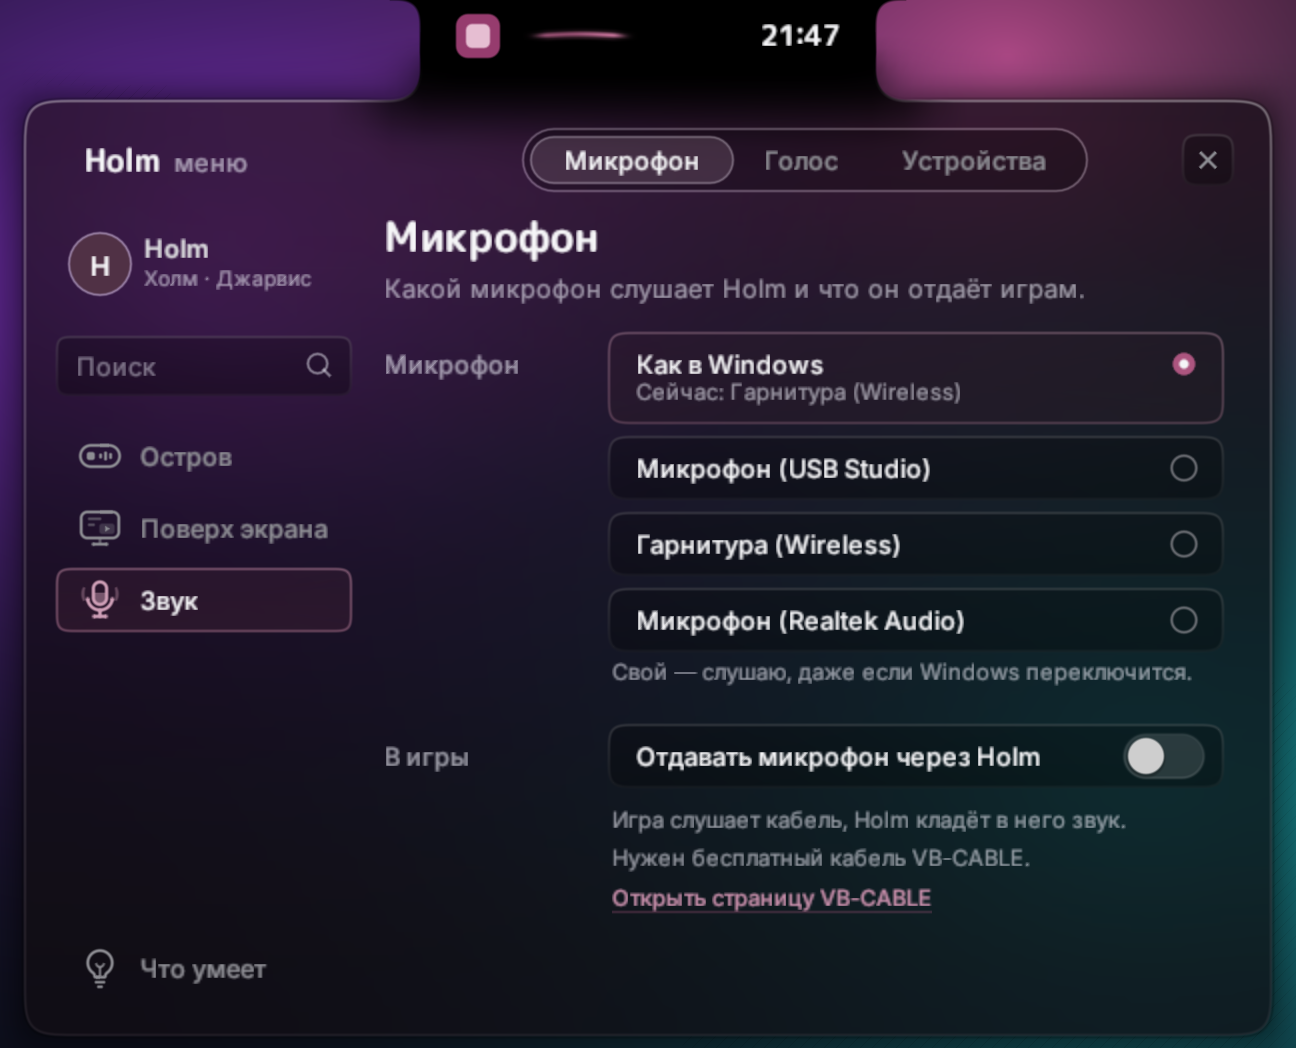 21:47
Holm меню
Микрофон Голос Устройства
H
Holm
Холм · Джарвис
Поиск
Остров
Поверх экрана
Звук
Что умеет
Микрофон
Какой микрофон слушает Holm и что он отдаёт играм.
Микрофон
Как в Windows
Сейчас: Гарнитура (Wireless)
Микрофон (USB Studio)
Гарнитура (Wireless)
Микрофон (Realtek Audio)
Свой — слушаю, даже если Windows переключится.
В игры
Отдавать микрофон через Holm
Игра слушает кабель, Holm кладёт в него звук.
Нужен бесплатный кабель VB-CABLE.
Открыть страницу VB-CABLE